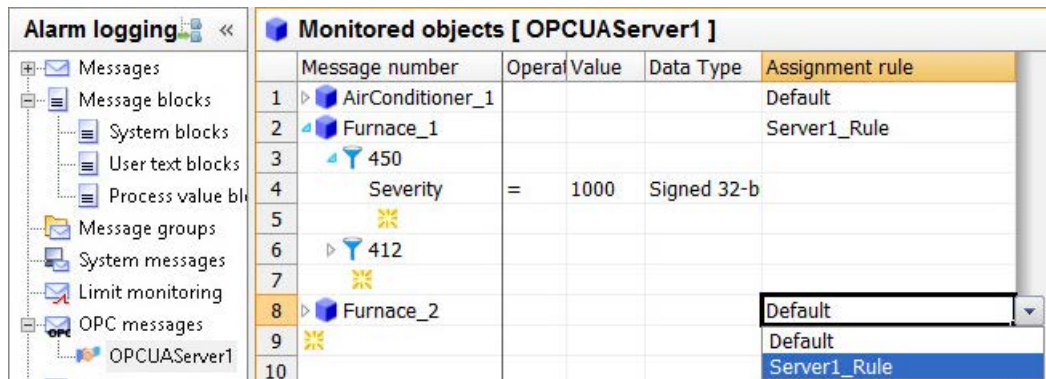 Alarm logging «
Messages
Message blocks
System blocks
User text blocks
Process value
Message groups
System messages
Limit monitoring
OPC messages
OPCUAServer1
Monitored objects [ OPCUAServer1 ]
Message number Value Data Type Assignment rule
1 AirConditioner_1 Default
2 Furnace_1 Server1_Rule
3 450
4 Severity = 1000 Signed 32-b
5
6 412
7
8 Furnace_2 Default
9 Default
10 Server1_Rule